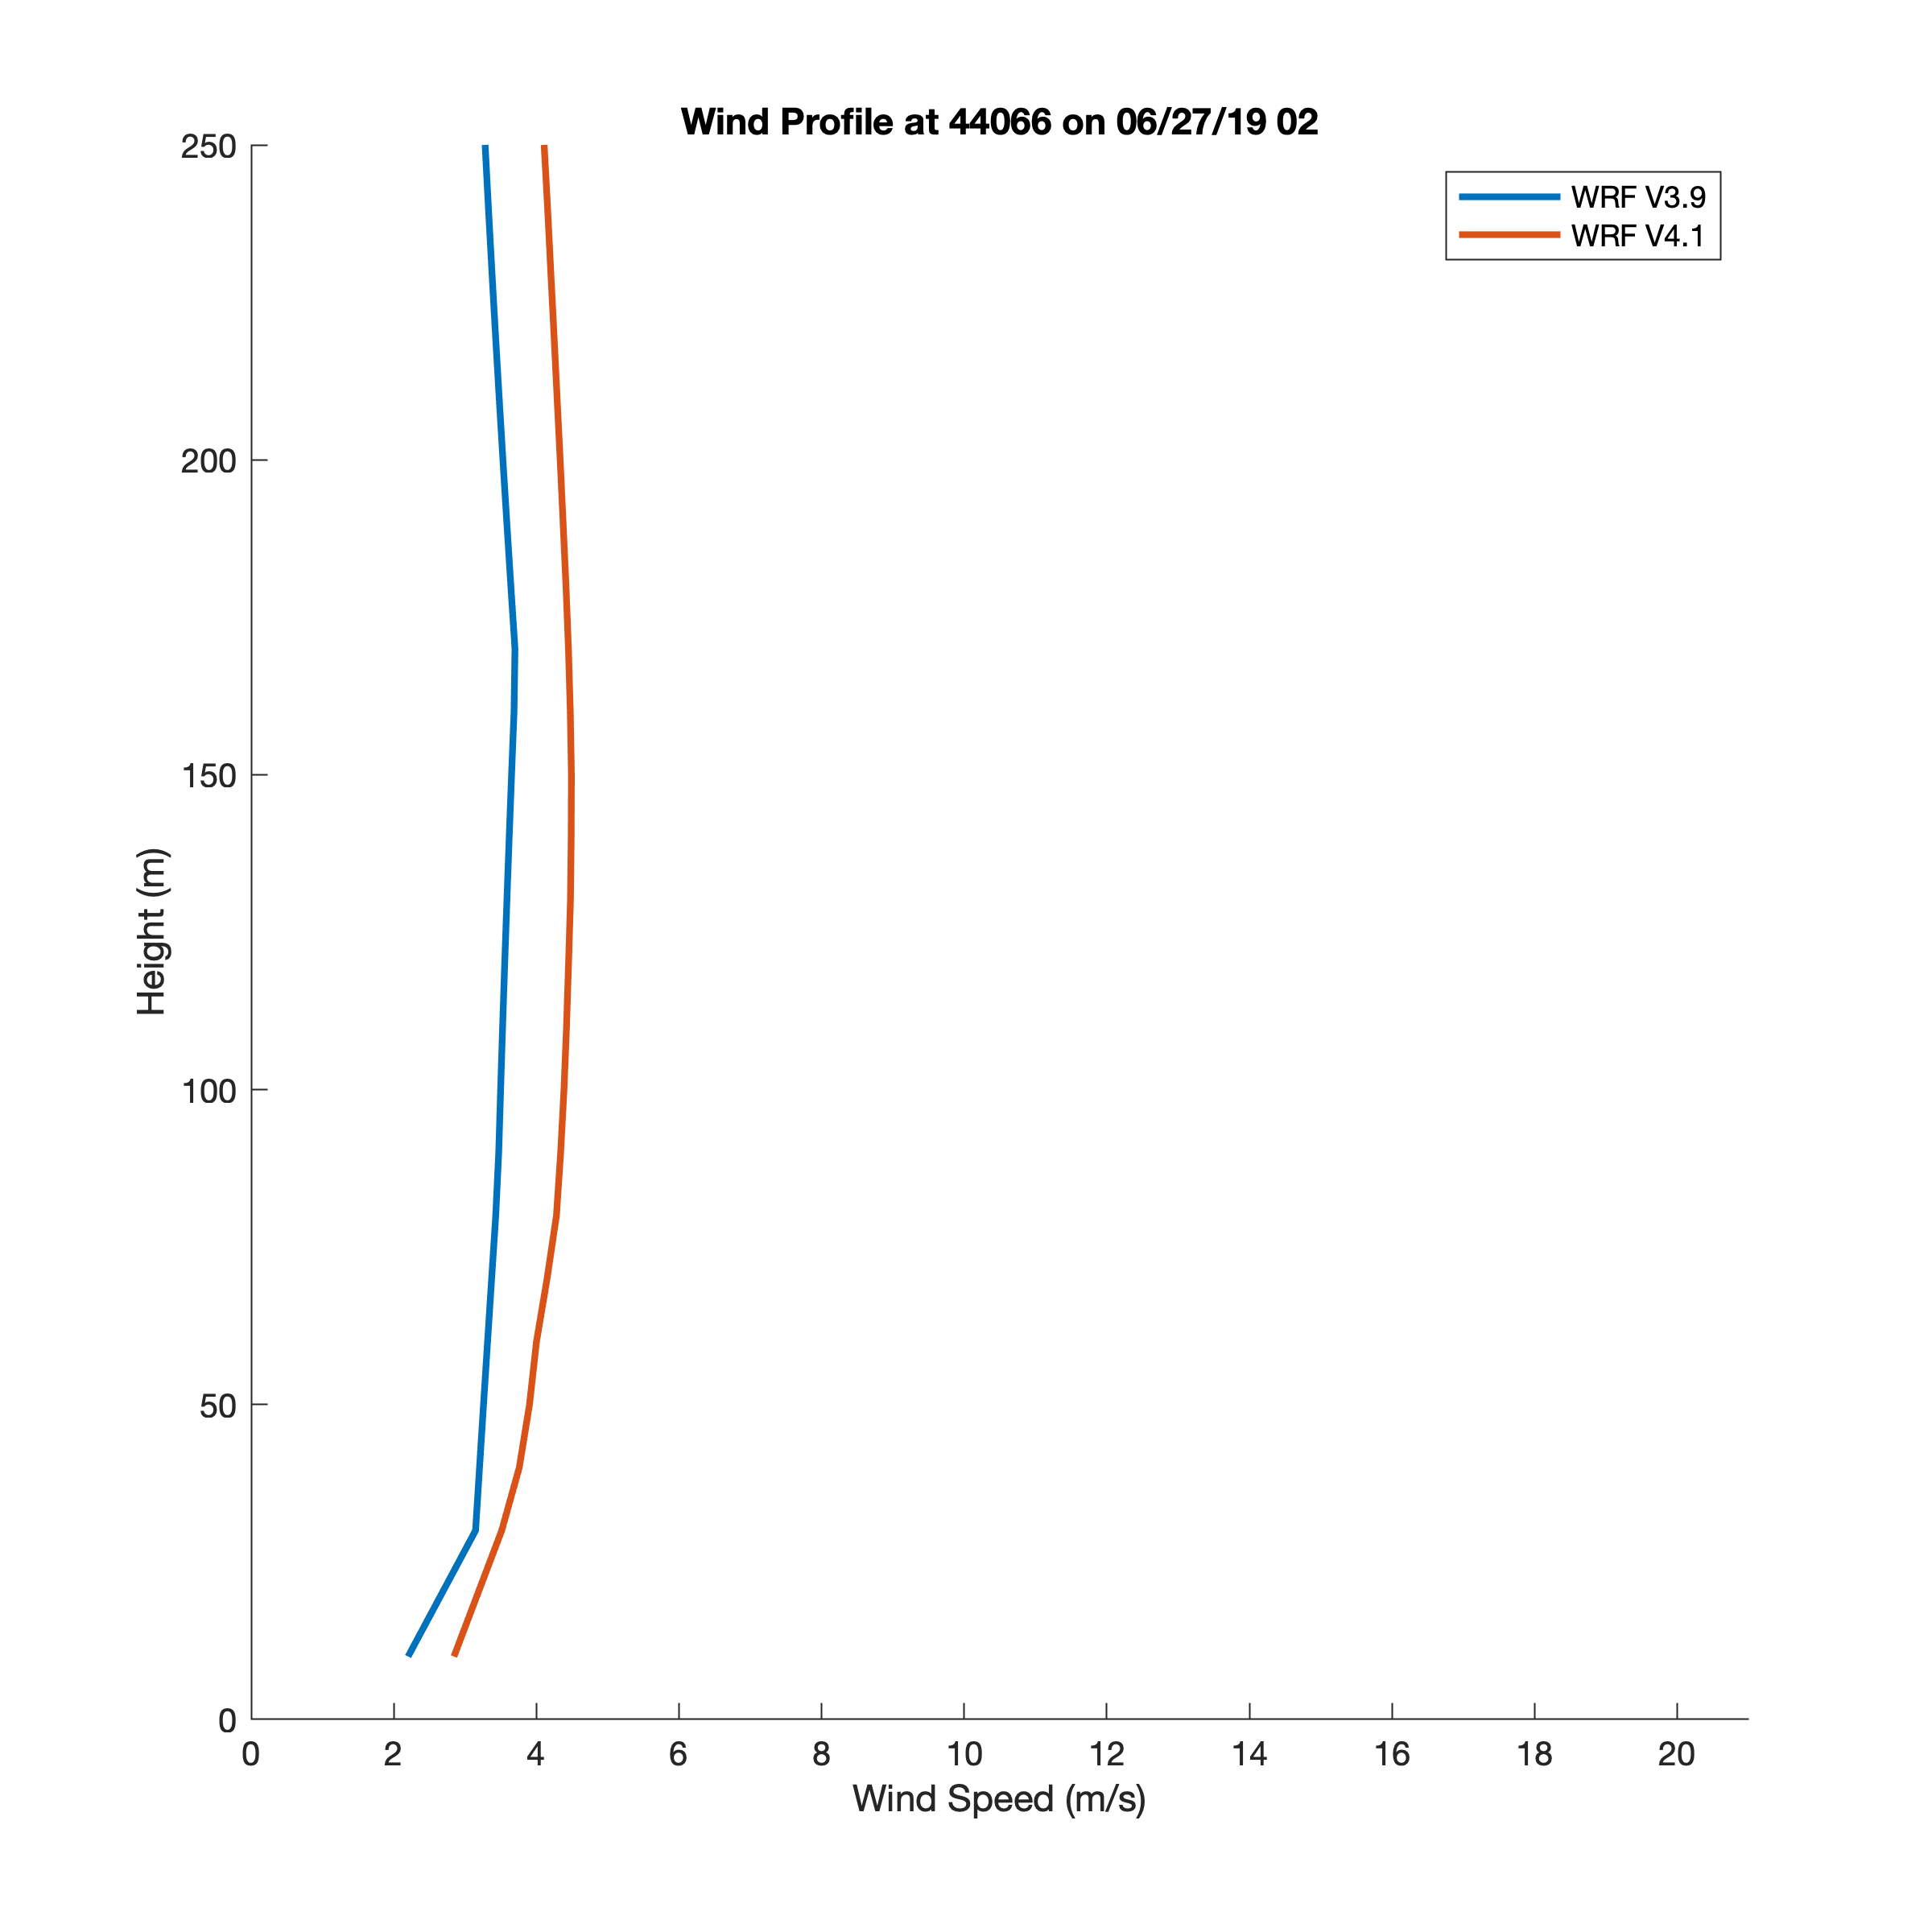 Wind Profile at 44066 on 06/27/19 02
WRF V3.9
WRF V4.1
250
200
150
100
50
0
Height (m)
0 2 4 6 8 10 12 14 16 18 20
Wind Speed (m/s)